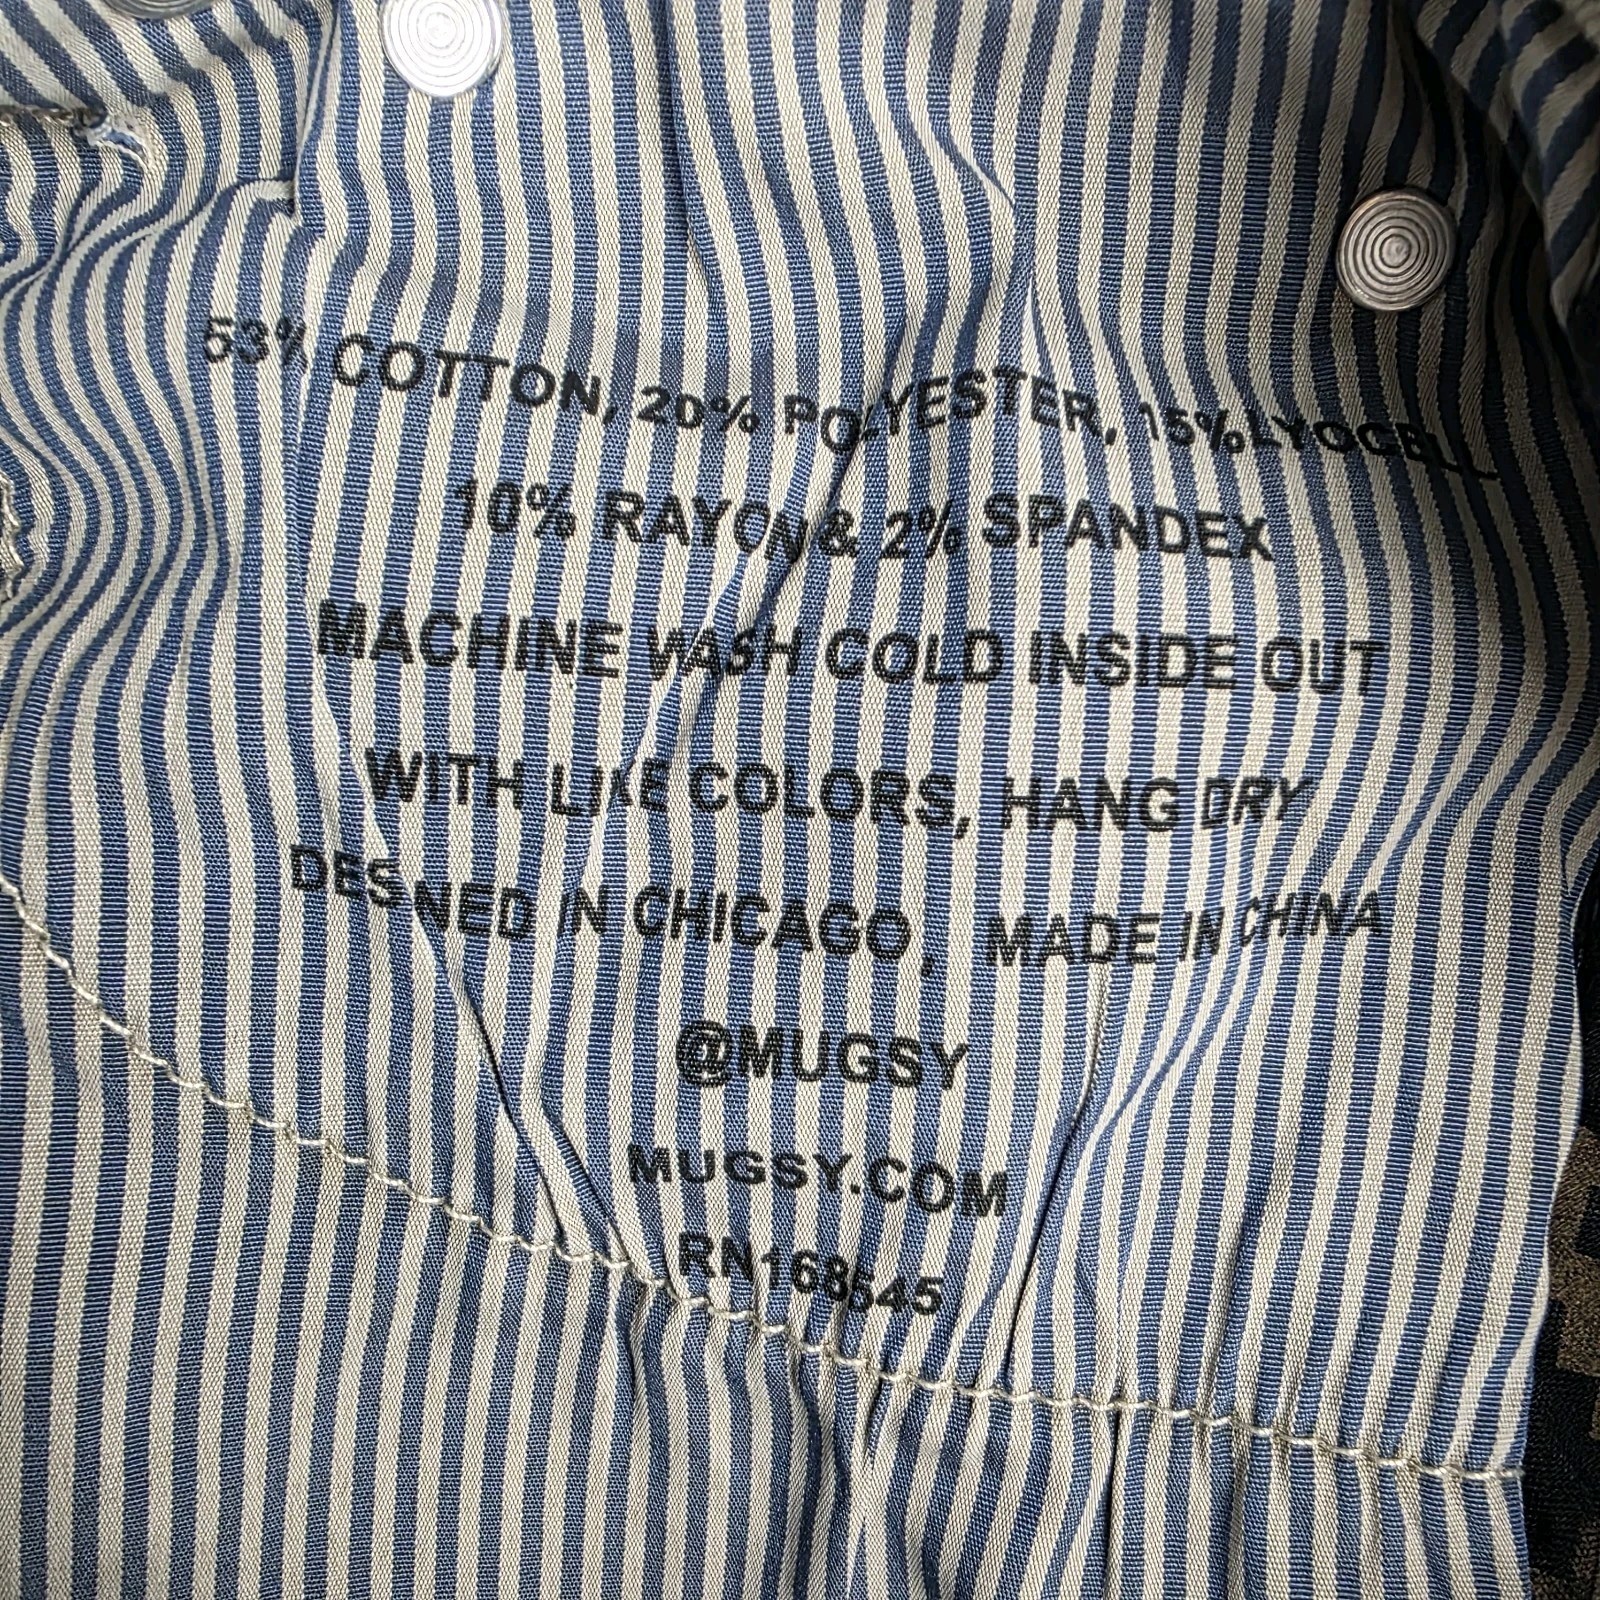 53% COTTON, 20% POLYESTER, 15% LYOCELL
10% RAYON & 2% SPANDEX
MACHINE WASH COLD INSIDE OUT
WITH LIKE COLORS, HANG DRY
DESIGNED IN CHICAGO, MADE IN CHINA
@MUGSY
MUGSY.COM
RN168545